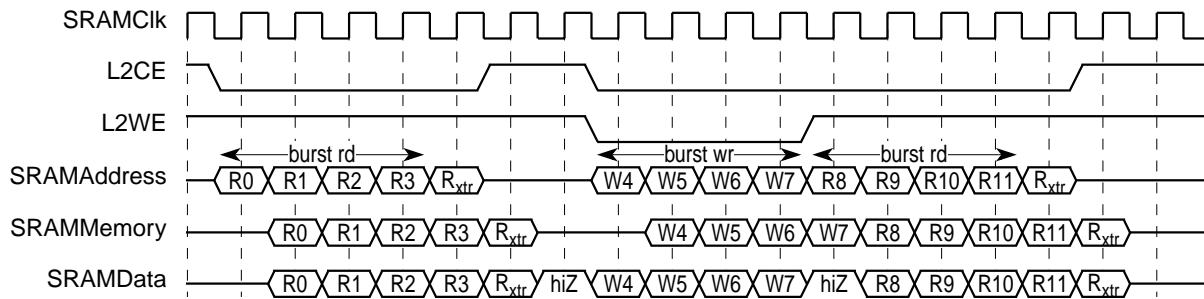 SRAMClk
L2CE
L2WE
burst rd burst wr burst rd
SRAMAddress R0 R1 R2 R3 Rxtr W4 W5 W6 W7 R8 R9 R10 R11 Rxtr
SRAMMemory R0 R1 R2 R3 Rxtr W4 W5 W6 W7 R8 R9 R10 R11 Rxtr
SRAMData R0 R1 R2 R3 Rxtr hiZ W4 W5 W6 W7 hiZ R8 R9 R10 R11 Rxtr